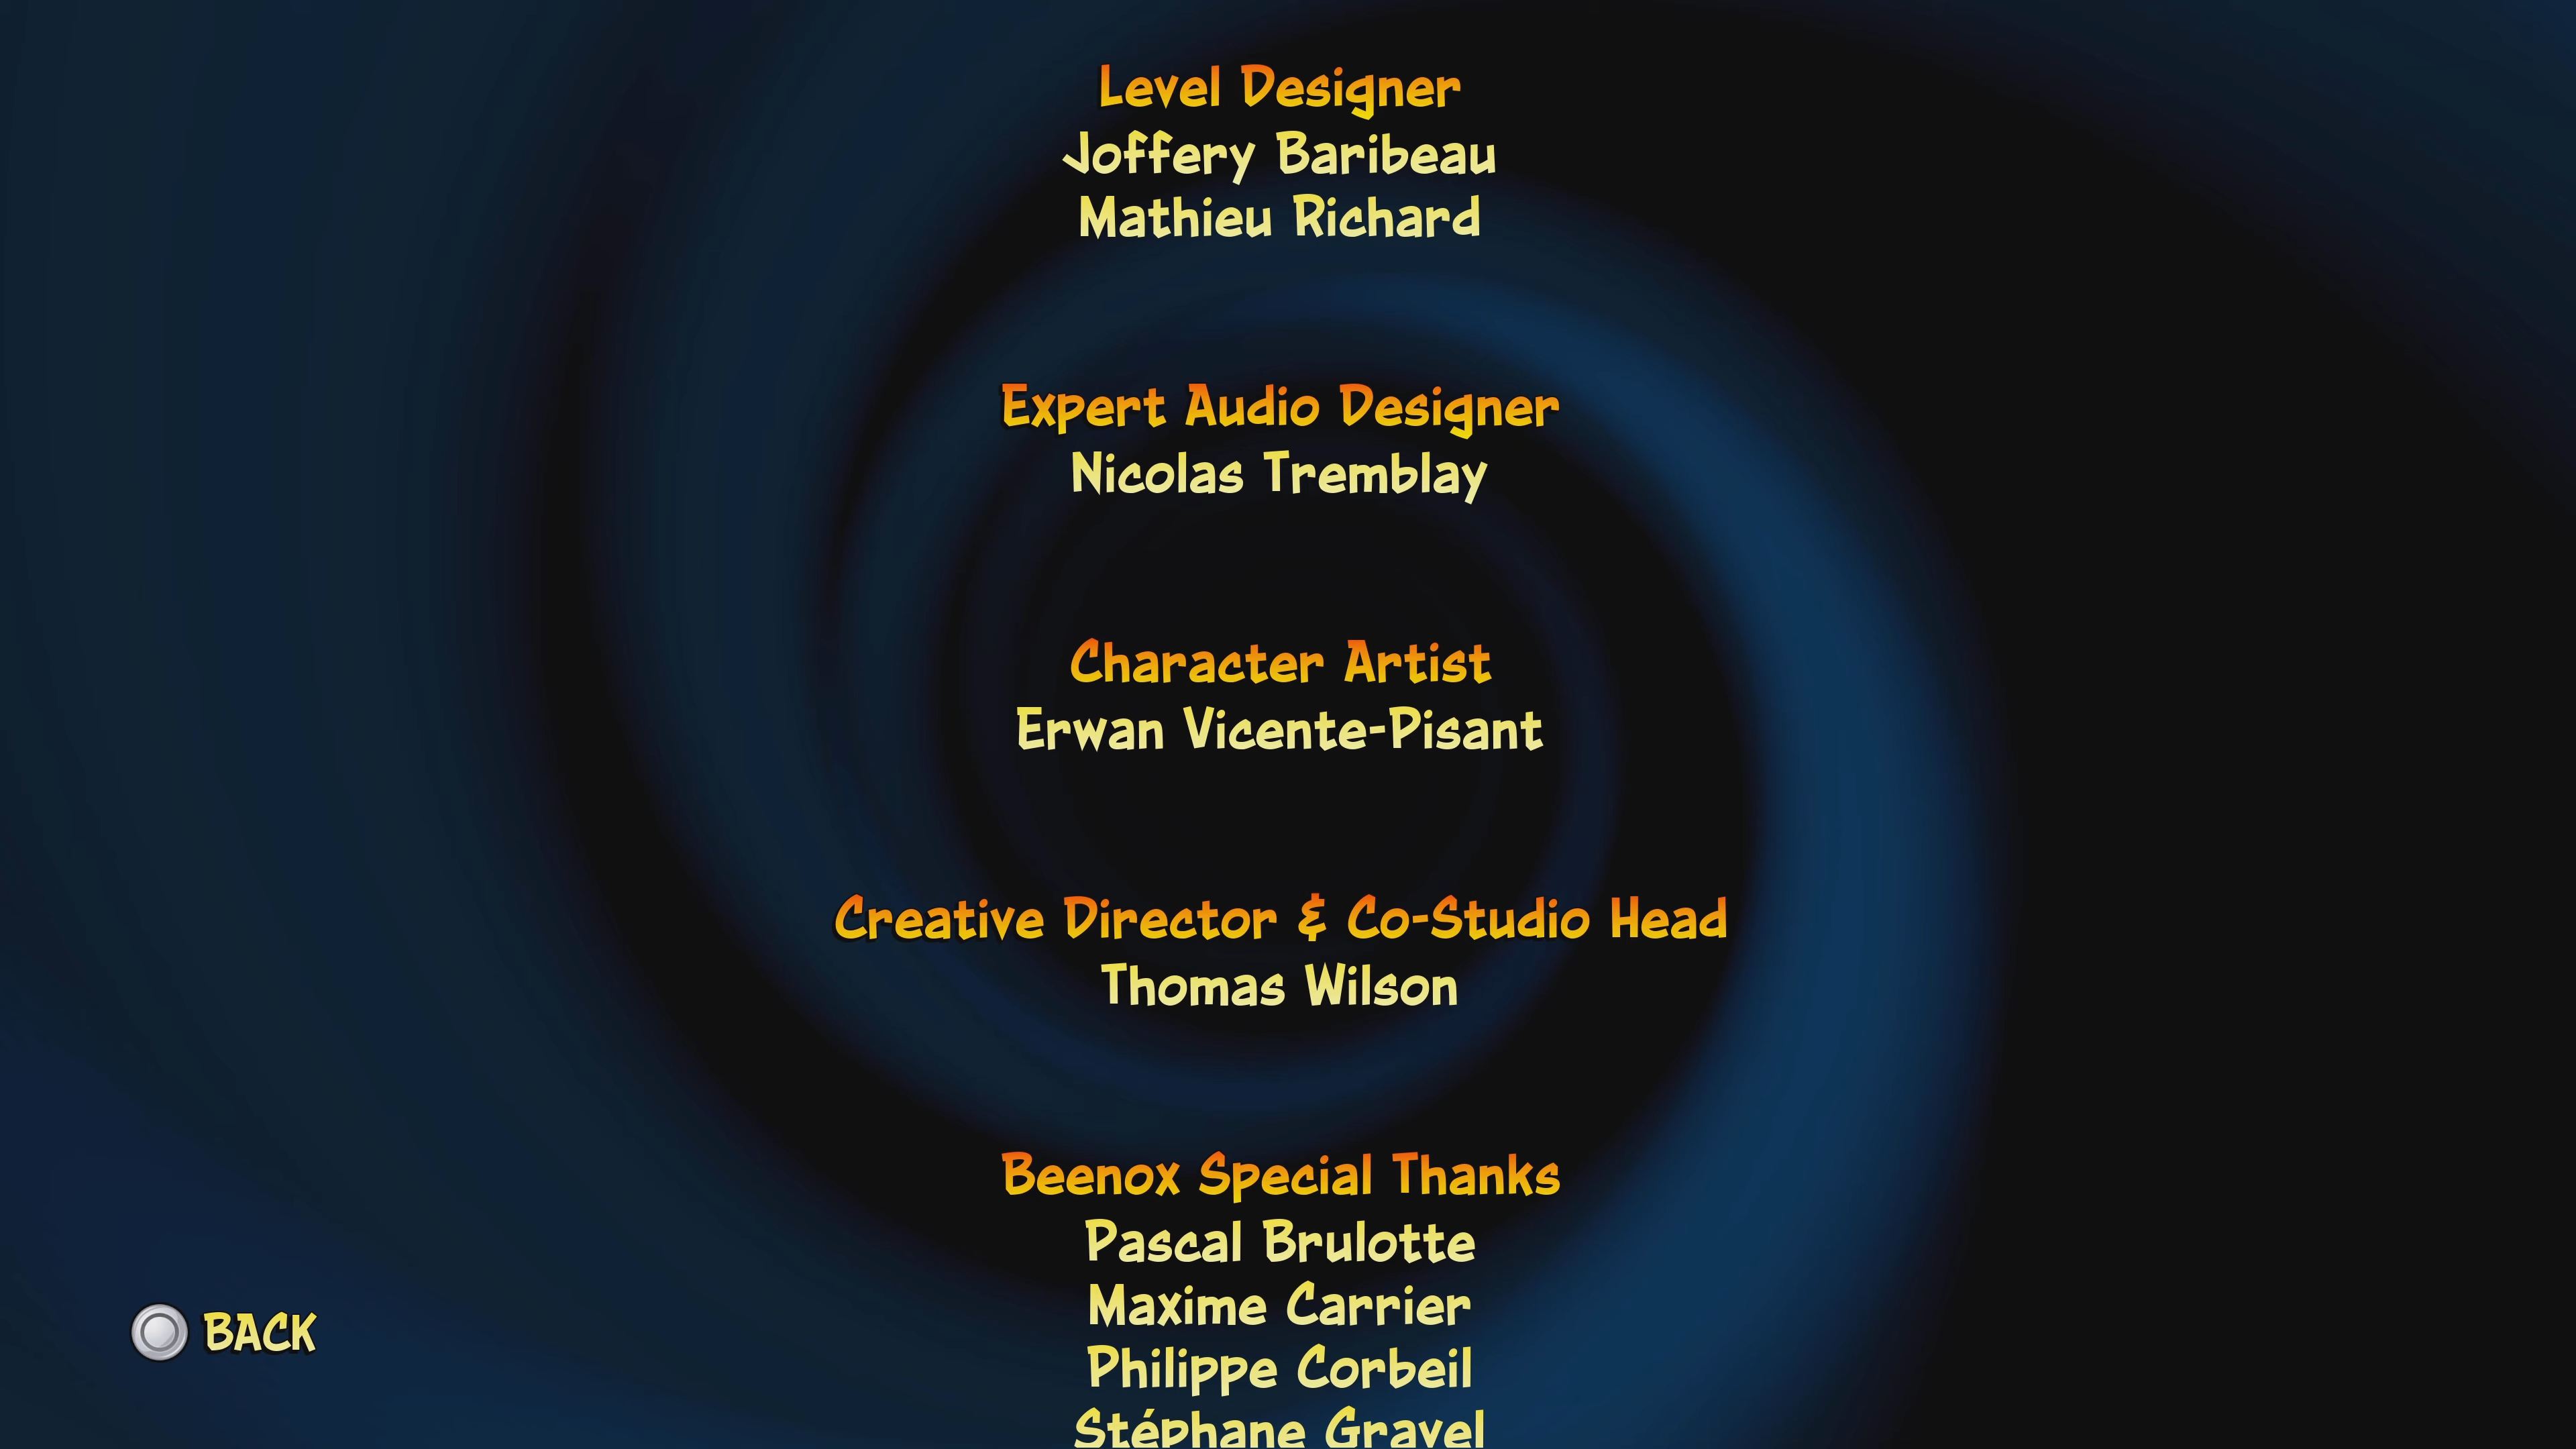 Level Designer
Joffery Baribeau
Mathieu Richard
Expert Audio Designer
Nicolas Tremblay
Character Artist
Erwan Vicente-Pisant
Creative Director & Co-Studio Head
Thomas Wilson
Beenox Special Thanks
Pascal Brulotte
Maxime Carrier
BACK
Philippe Corbeil
Stéphane Gravel